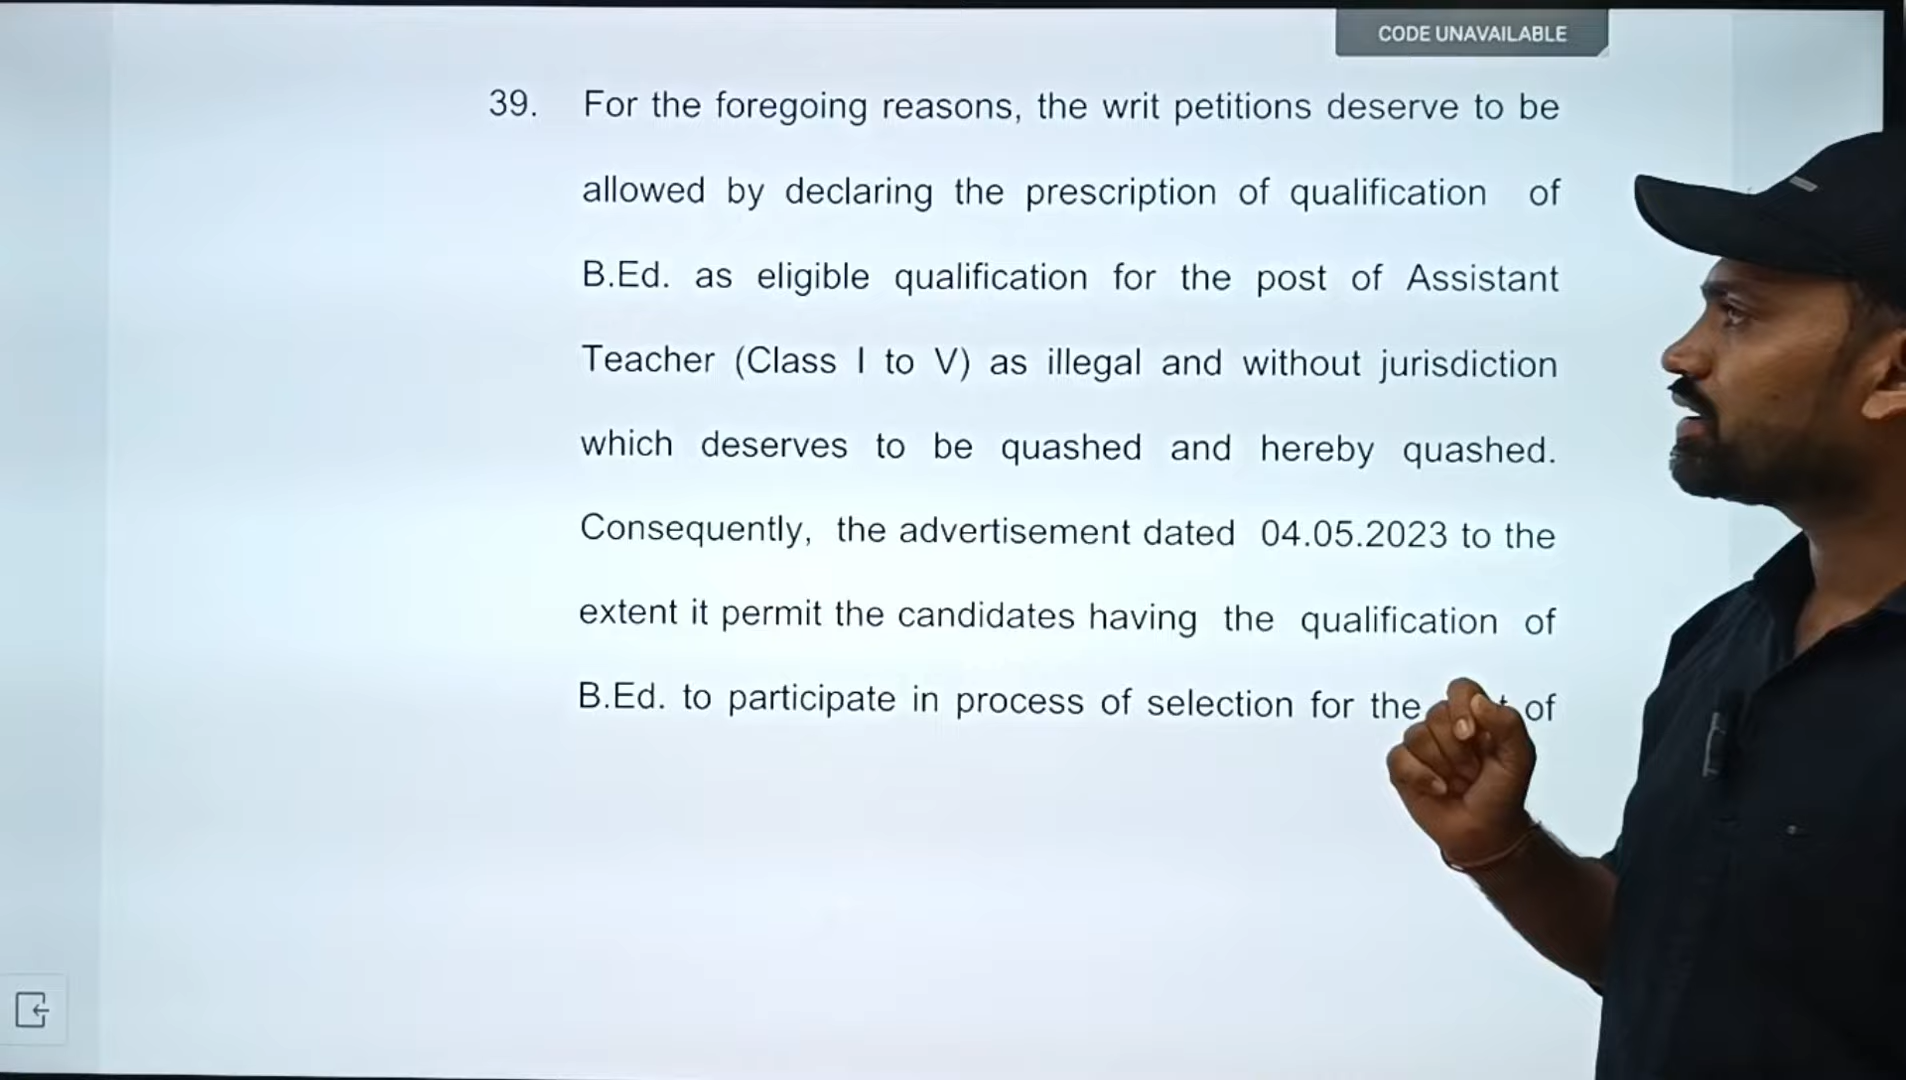 CODE UNAVAILABLE
39. For the foregoing reasons, the writ petitions deserve to be
allowed by declaring the prescription of qualification of
B.Ed. as eligible qualification for the post of Assistant
Teacher (Class I to V) as illegal and without jurisdiction
which deserves to be quashed and hereby quashed.
Consequently, the advertisement dated 04.05.2023 to the
extent it permit the candidates having the qualification of
B.Ed. to participate in process of selection for the of